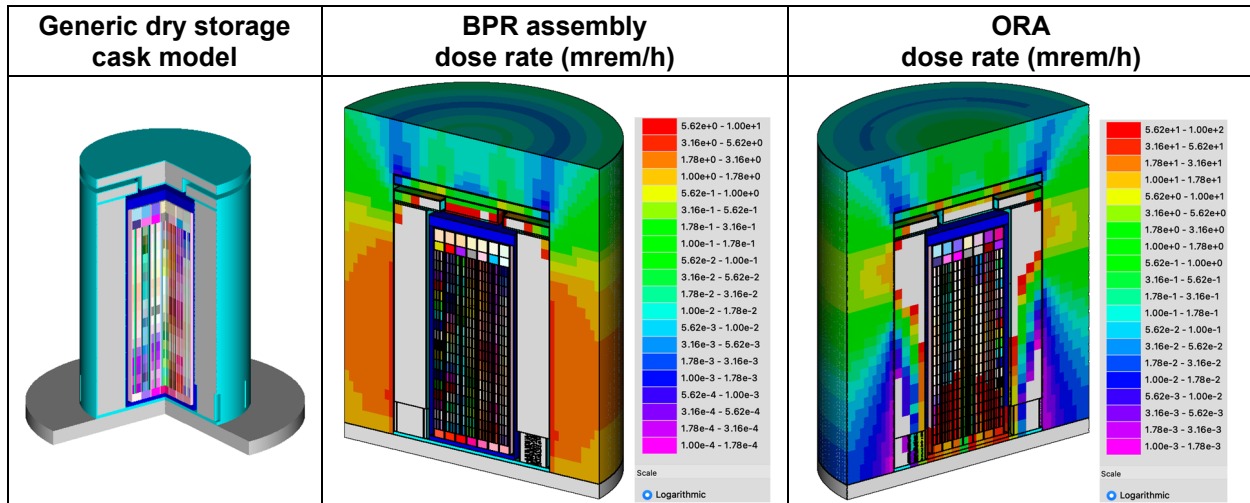 Generic dry storage
cask model
BPR assembly
dose rate (mrem/h)
ORA
dose rate (mrem/h)
5.62e+0 - 1.00e+1
3.16e+0 - 5.62e+0
1.78e+0 - 3.16e+0
1.00e+0 - 1.78e+0
5.62e-1 - 1.00e+0
3.16e-1 - 5.62e-1
1.78e-1 - 3.16e-1
1.00e-1 - 1.78e-1
5.62e-2 - 1.00e-1
3.16e-2 - 5.62e-2
1.78e-2 - 3.16e-2
1.00e-2 - 1.78e-2
5.62e-3 - 1.00e-2
3.16e-3 - 5.62e-3
1.78e-3 - 3.16e-3
1.00e-3 - 1.78e-3
5.62e-4 - 1.00e-3
3.16e-4 - 5.62e-4
1.78e-4 - 3.16e-4
1.00e-4 - 1.78e-4
Scale
Logarithmic
5.62e+1 - 1.00e+2
3.16e+1 - 5.62e+1
1.78e+1 - 3.16e+1
1.00e+1 - 1.78e+1
5.62e+0 - 1.00e+1
3.16e+0 - 5.62e+0
1.78e+0 - 3.16e+0
1.00e+0 - 1.78e+0
5.62e-1 - 1.00e+0
3.16e-1 - 5.62e-1
1.78e-1 - 3.16e-1
1.00e-1 - 1.78e-1
5.62e-2 - 1.00e-1
3.16e-2 - 5.62e-2
1.78e-2 - 3.16e-2
1.00e-2 - 1.78e-2
5.62e-3 - 1.00e-2
3.16e-3 - 5.62e-3
1.78e-3 - 3.16e-3
1.00e-3 - 1.78e-3
Scale
Logarithmic